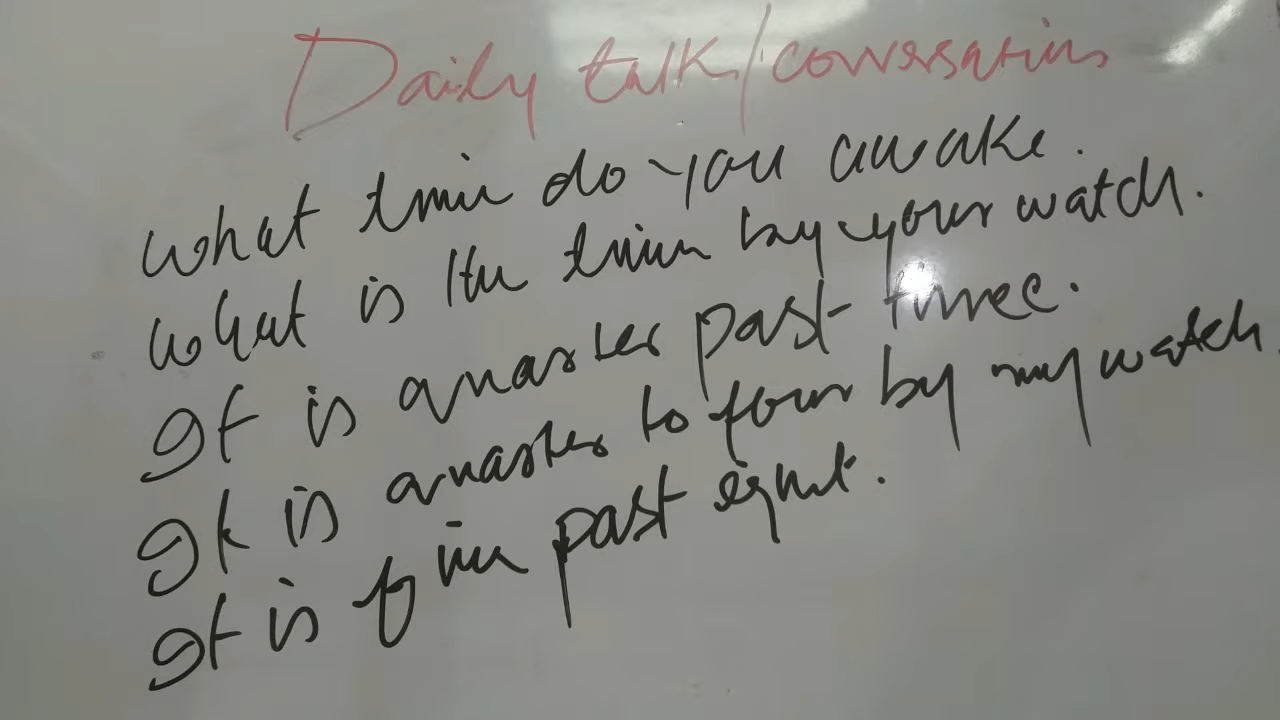 Daily talk/conversation
What time do you awake.
What is the time by your watch.
It is quarter past three.
It is quarter to four by my watch.
It is five past eight.